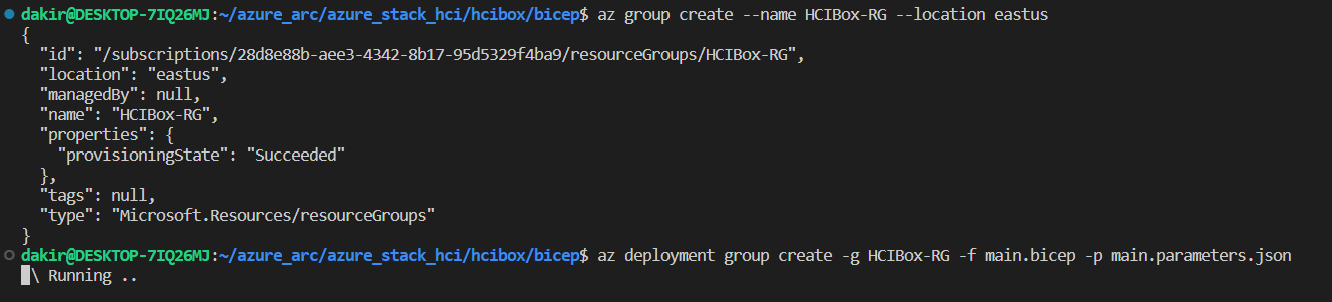 dakir@DESKTOP-7IQ26MJ:~/azure_arc/azure_stack_hci/hcibox/bicep$ az group create --name HCIBox-RG --location eastus
{
  "id": "/subscriptions/28d8e88b-aee3-4342-8b17-95d5329f4ba9/resourceGroups/HCIBox-RG",
  "location": "eastus",
  "managedBy": null,
  "name": "HCIBox-RG",
  "properties": {
    "provisioningState": "Succeeded"
  },
  "tags": null,
  "type": "Microsoft.Resources/resourceGroups"
}
dakir@DESKTOP-7IQ26MJ:~/azure_arc/azure_stack_hci/hcibox/bicep$ az deployment group create -g HCIBox-RG -f main.bicep -p main.parameters.json
\ Running ..